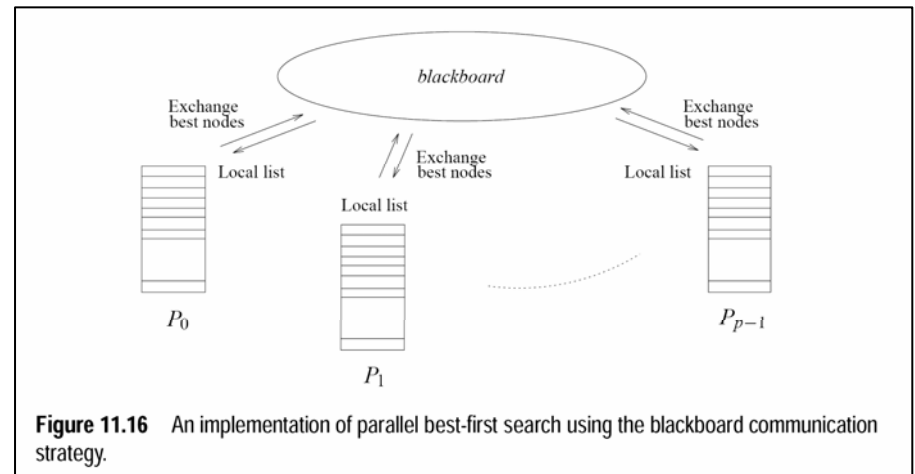 blackboard
Exchange
best nodes
Exchange
best nodes
Exchange
best nodes
Local list
Local list
Local list
P0
P1
Pp−1
Figure 11.16 An implementation of parallel best-first search using the blackboard communication
strategy.